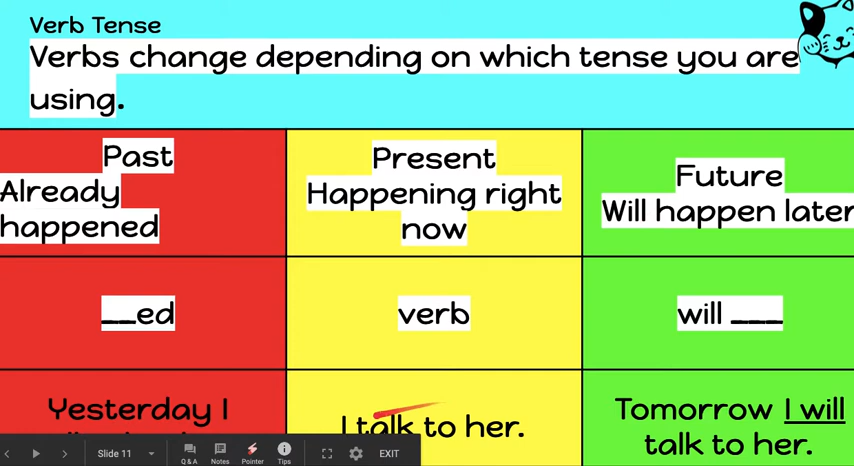 Verb Tense
Verbs change depending on which tense you are
using.
Past
Already
happened
Present
Happening right
now
Future
Will happen later
__ed
verb
will ___
Yesterday I
I talk to her.
Tomorrow I will
talk to her.
Slide 11
Q & A
Notes
Pointer
Tips
EXIT